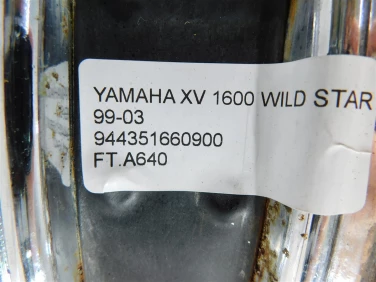 YAMAHA XV 1600 WILD STAR
99-03
944351660900
FT.A640